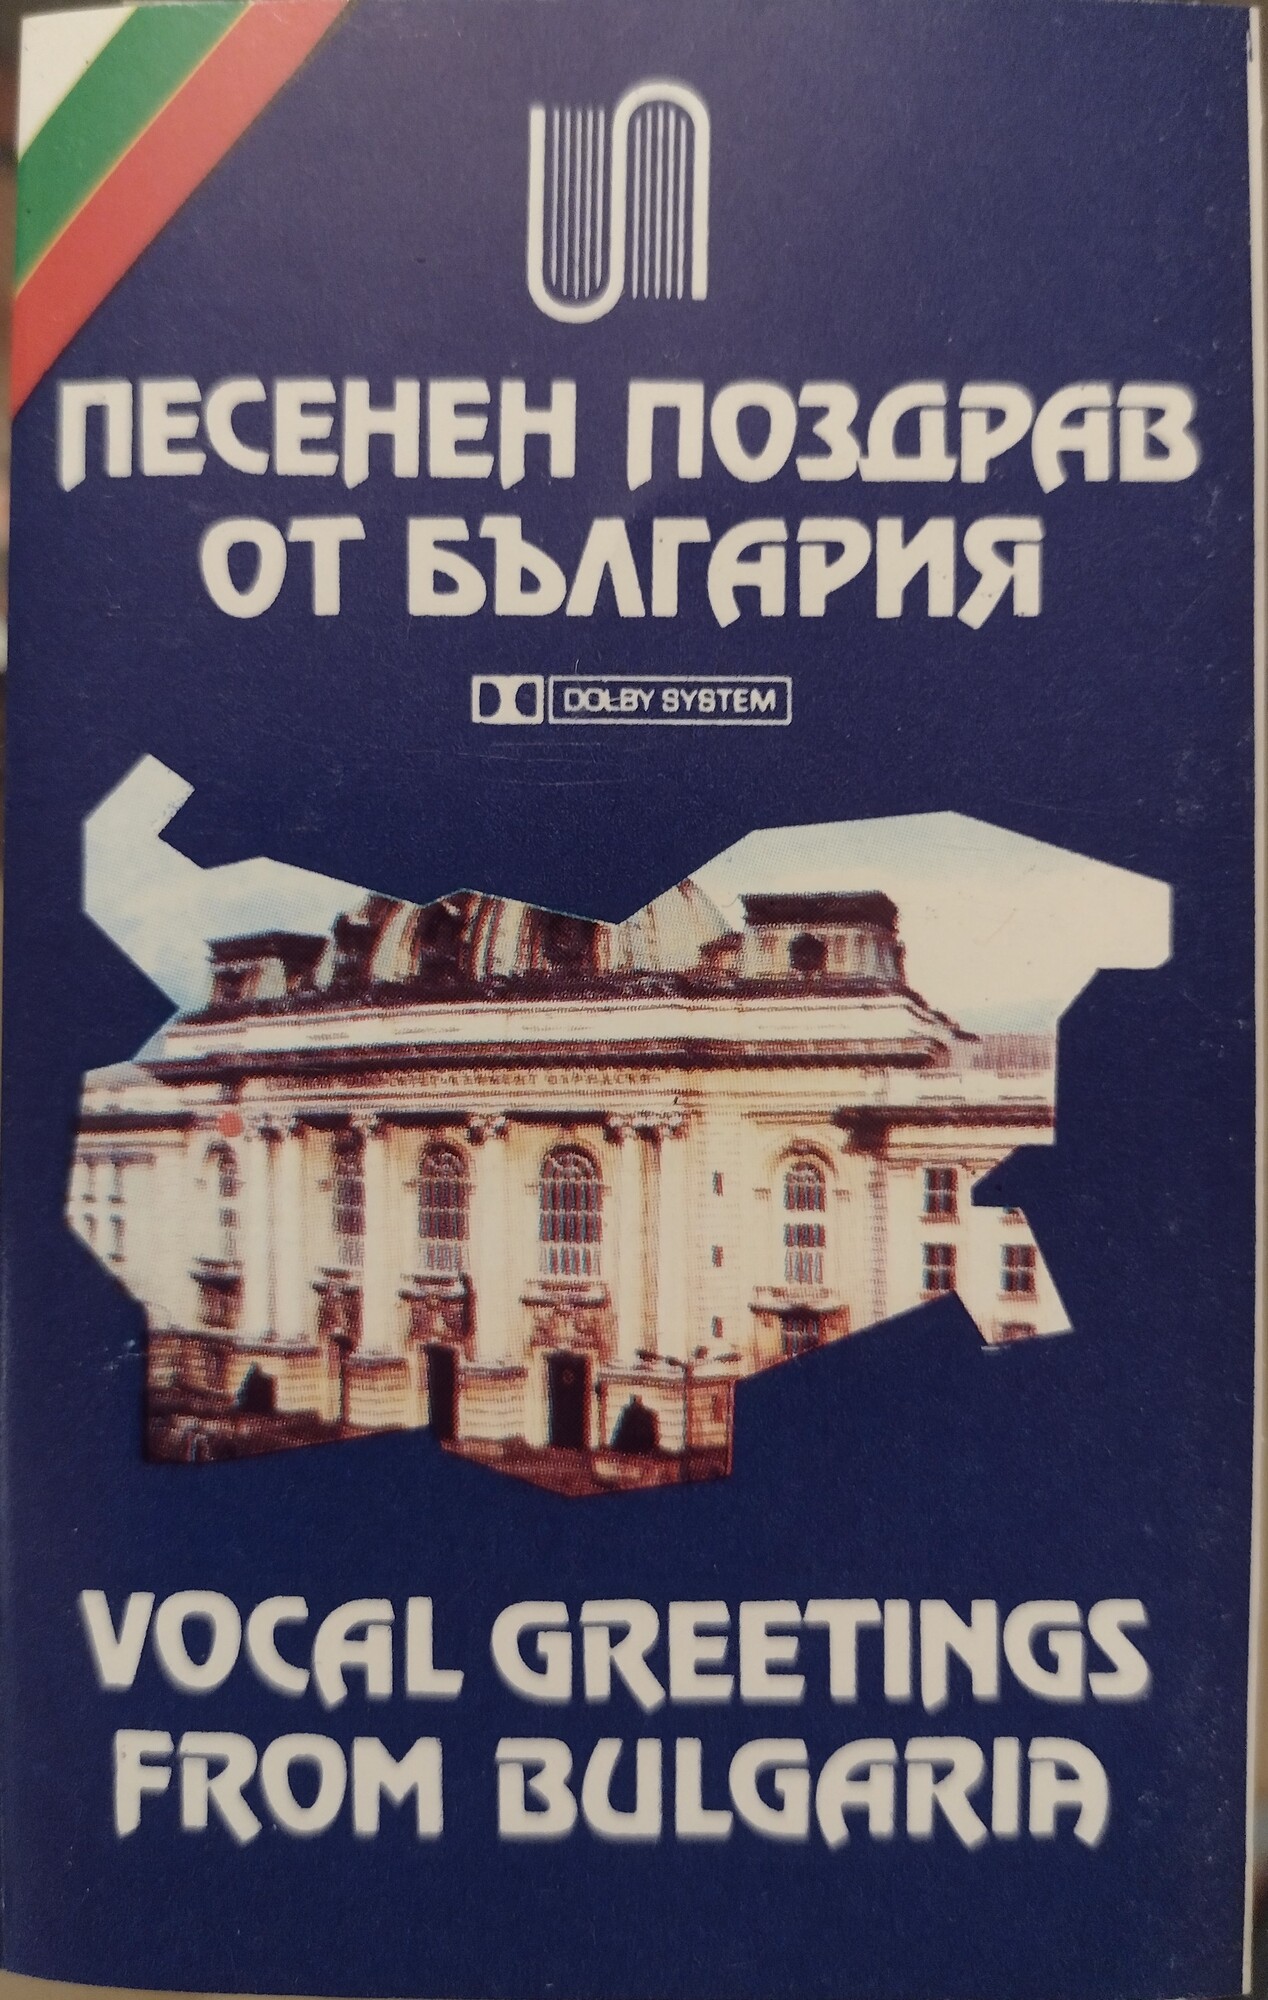 ПЕСЕНЕН ПОЗДРАВ
ОТ БЪЛГАРИЯ
DOLBY SYSTEM
VOCAL GREETINGS
FROM BULGARIA